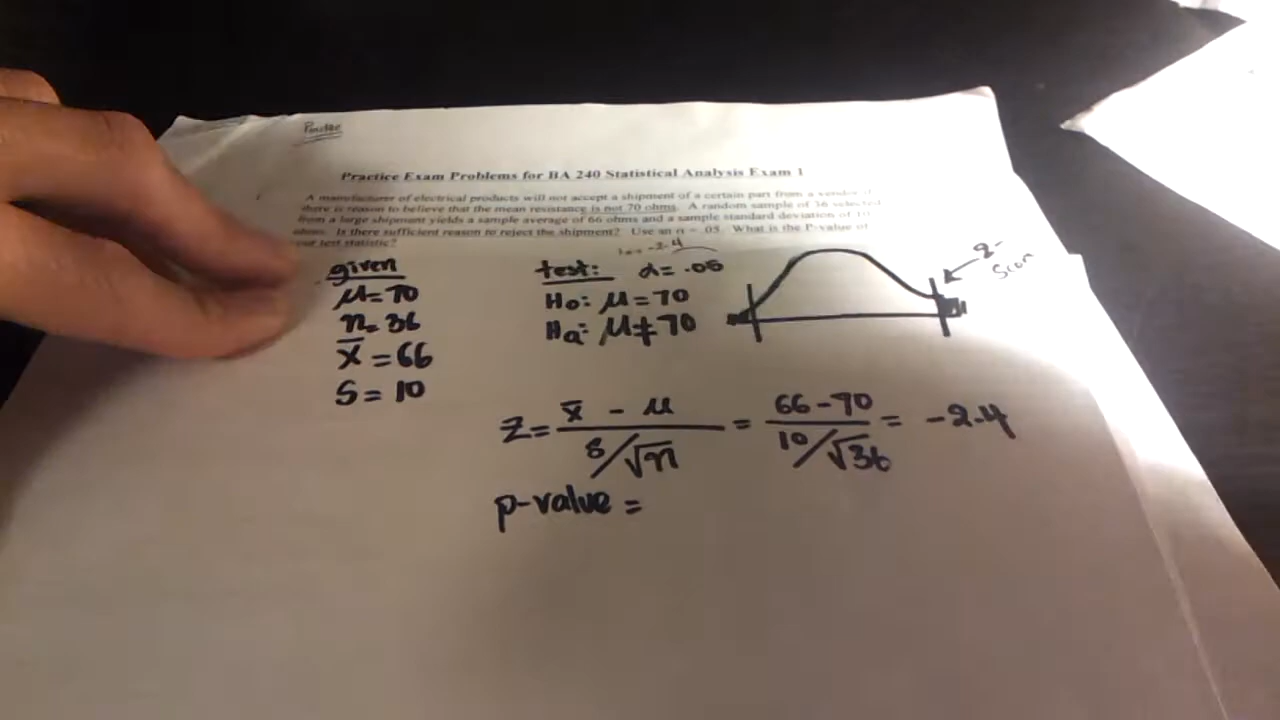 Practice
Practice Exam Problems for BA 240 Statistical Analysis Exam 1
A manufacturer of electrical products will not accept a shipment of a certain part from a vendor if
there is reason to believe that the mean resistance is not 70 ohms. A random sample of 36 selected
from a large shipment yields a sample average of 66 ohms and a sample standard deviation of 10
ohms. Is there sufficient reason to reject the shipment? Use an α = .05. What is the P-value of
your test statistic?
-2.4
given
μ=70
n=36
x̄=66
S=10
test: α=.05
Ho: μ=70
Ha: μ≠70
z-
Score
Z= x̄ - μ / s/√n = 66-70 / 10/√36 = -2.4
p-value =